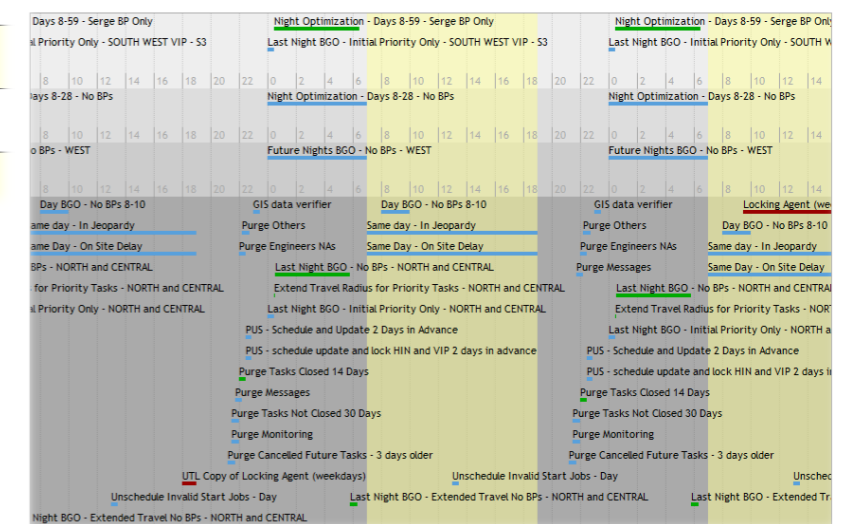 Days 8-59 - Serge BP Only Night Optimization - Days 8-59 - Serge BP Only Night Optimization - Days 8-59 - Serge BP Onl
al Priority Only - SOUTH WEST VIP - S3 Last Night BGO - Initial Priority Only - SOUTH WEST VIP - S3 Last Night BGO - Initial Priority Only - SOUTH W
8 10 12 14 16 18 20 22 0 2 4 6 8 10 12 14 16 18 20 22 0 2 4 6 8 10 12 14
Days 8-28 - No BPs Night Optimization - Days 8-28 - No BPs Night Optimization - Days 8-28 - No BPs
8 10 12 14 16 18 20 22 0 2 4 6 8 10 12 14 16 18 20 22 0 2 4 6 8 10 12 14
o BPs - WEST Future Nights BGO - No BPs - WEST Future Nights BGO - No BPs - WEST
8 10 12 14 16 18 20 22 0 2 4 6 8 10 12 14 16 18 20 22 0 2 4 6 8 10 12 14
Day BGO - No BPs 8-10 GIS data verifier Day BGO - No BPs 8-10 GIS data verifier Locking Agent (wee
ame day - In Jeopardy Purge Others Same day - In Jeopardy Purge Others Day BGO - No BPs 8-10
ame Day - On Site Delay Purge Engineers NAs Same Day - On Site Delay Purge Engineers NAs Same day - In Jeopardy
BPs - NORTH and CENTRAL Last Night BGO - No BPs - NORTH and CENTRAL Purge Messages Same Day - On Site Delay
for Priority Tasks - NORTH and CENTRAL Extend Travel Radius for Priority Tasks - NORTH and CENTRAL Last Night BGO - No BPs - NORTH and CENTRA
al Priority Only - NORTH and CENTRAL Last Night BGO - Initial Priority Only - NORTH and CENTRAL Extend Travel Radius for Priority Tasks - NOR
PUS - Schedule and Update 2 Days in Advance Last Night BGO - Initial Priority Only - NORTH a
PUS - schedule update and lock HIN and VIP 2 days in advance PUS - Schedule and Update 2 Days in Advance
Purge Tasks Closed 14 Days PUS - schedule update and lock HIN and VIP 2 days i
Purge Messages Purge Tasks Closed 14 Days
Purge Tasks Not Closed 30 Days Purge Tasks Not Closed 30 Days
Purge Monitoring Purge Monitoring
Purge Cancelled Future Tasks - 3 days older Purge Cancelled Future Tasks - 3 days older
UTL Copy of Locking Agent (weekdays) Unschedule Invalid Start Jobs - Day Unsched
Unschedule Invalid Start Jobs - Day Last Night BGO - Extended Travel No BPs - NORTH and CENTRAL Last Night BGO - Extended Tra
Night BGO - Extended Travel No BPs - NORTH and CENTRAL